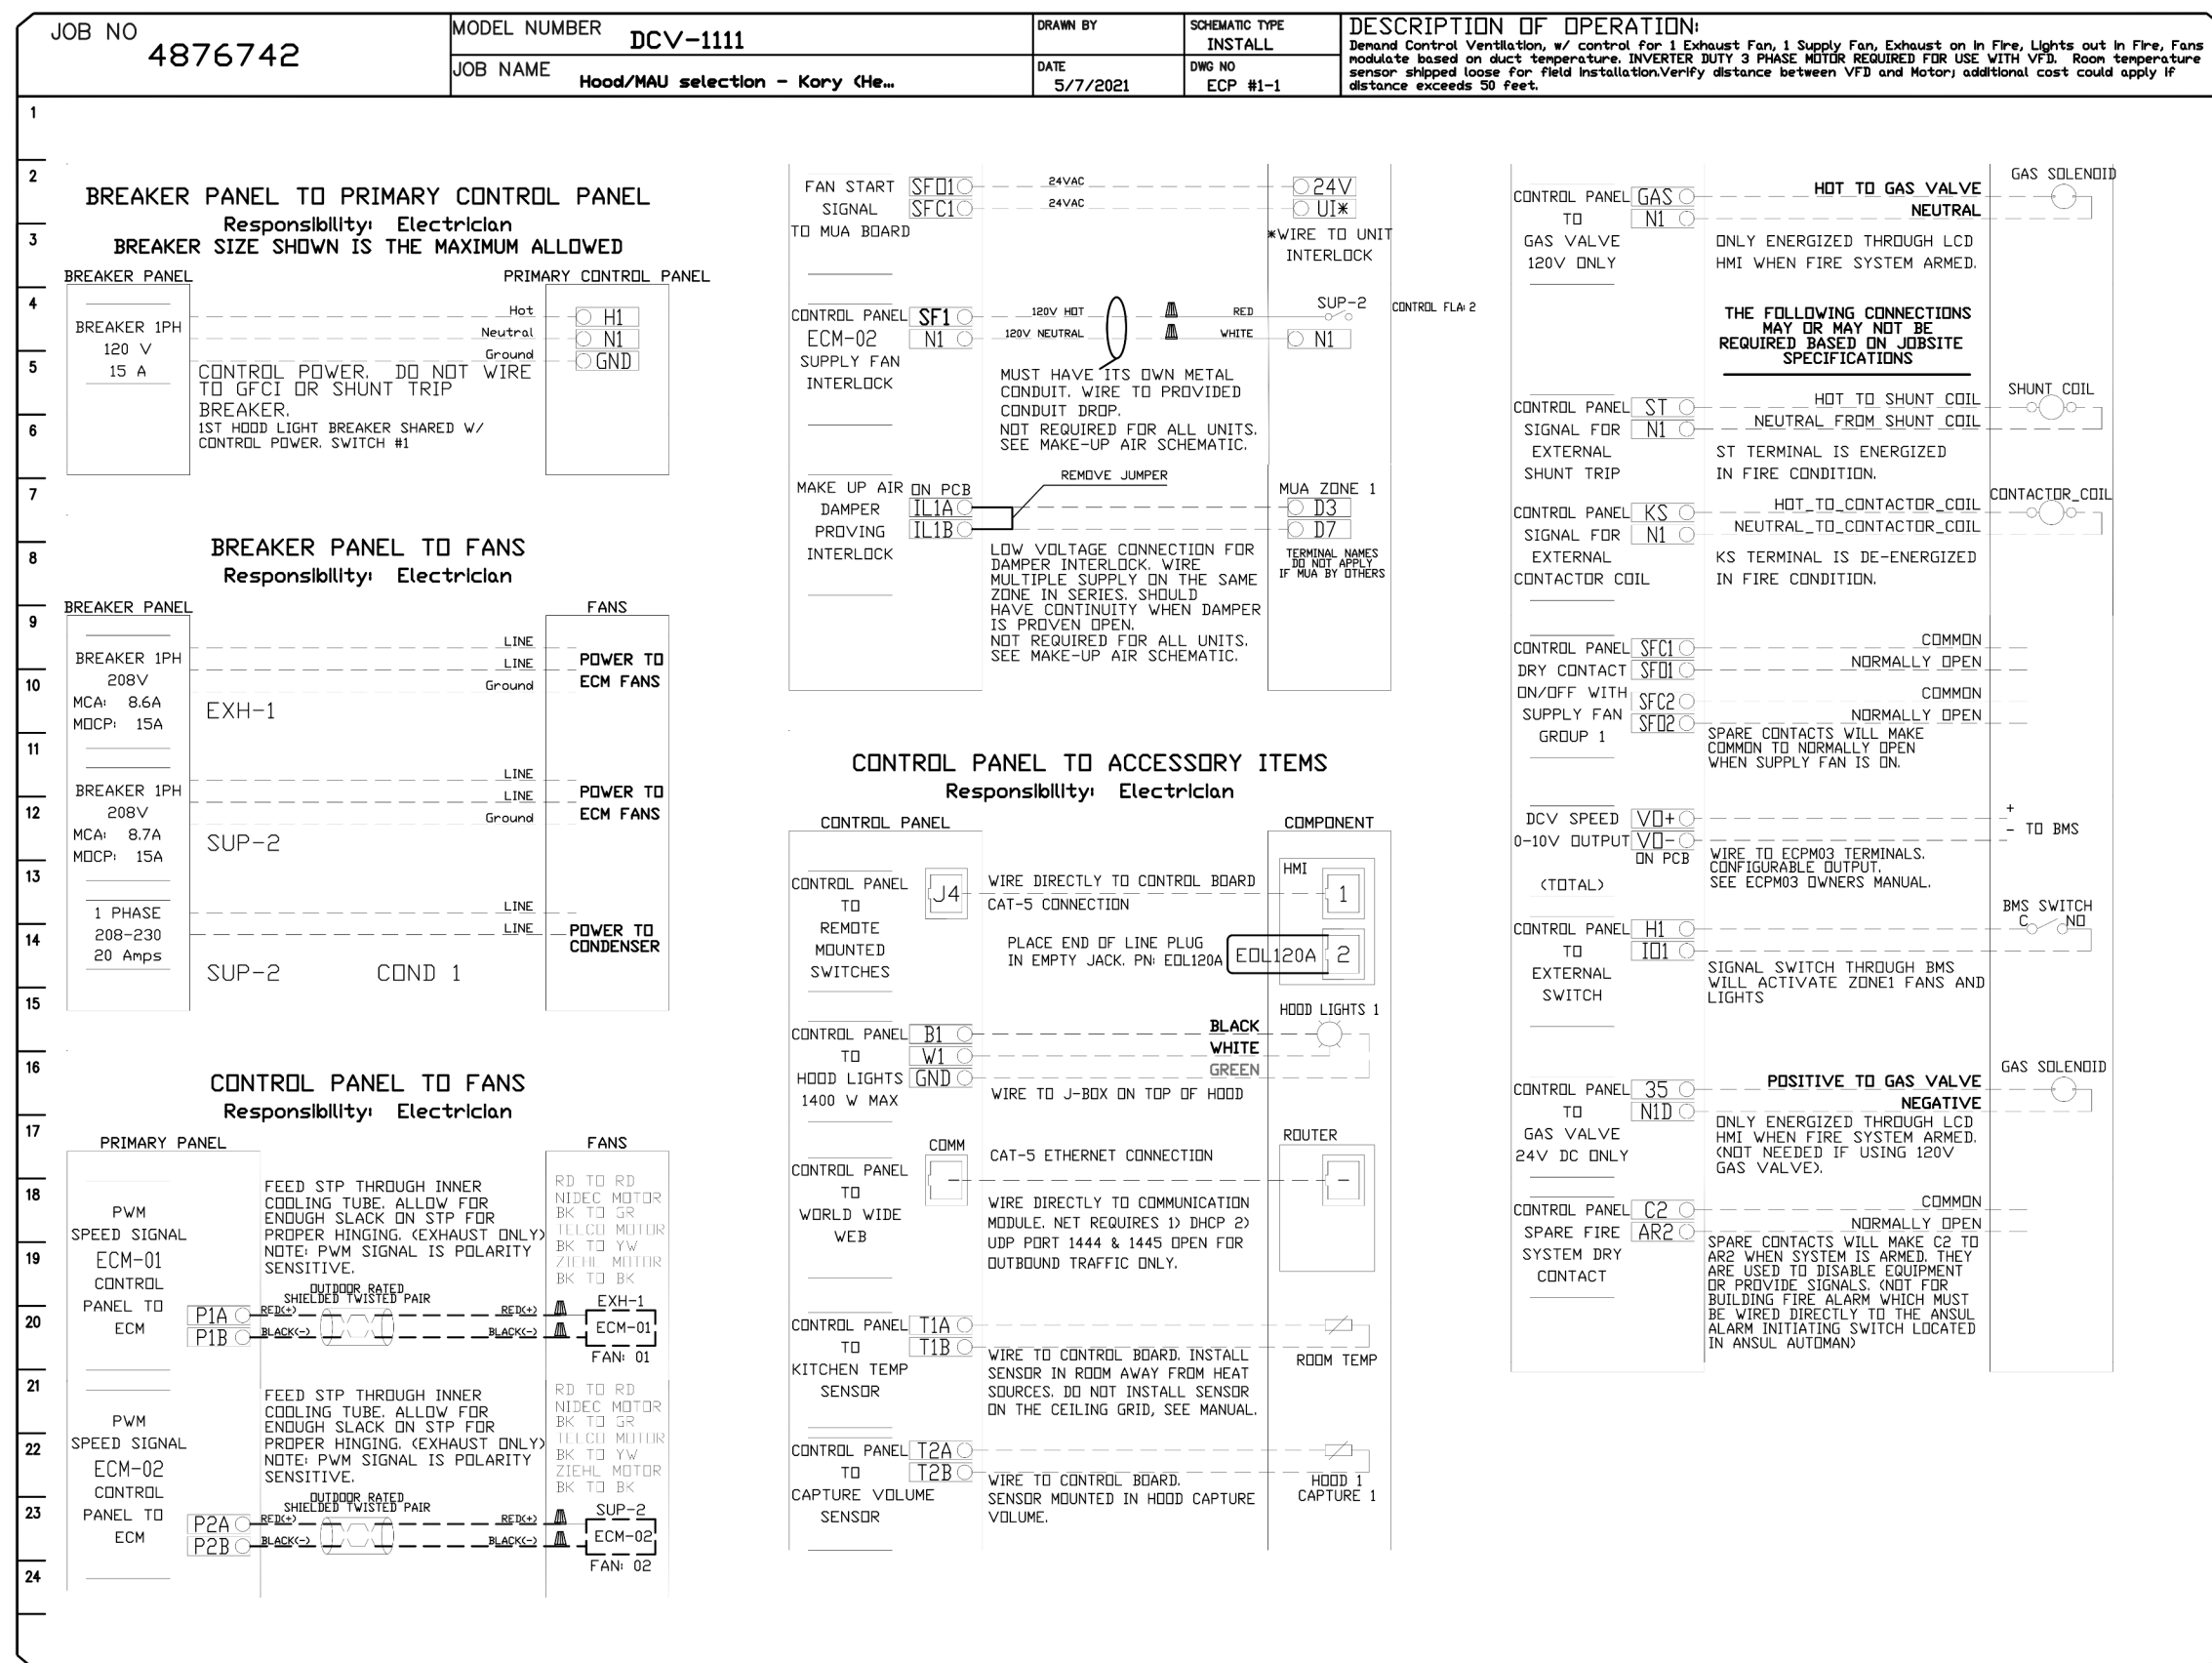 JOB NO
4876742
MODEL NUMBER DCV-1111
JOB NAME Hood/MAU selection - Kory (He...
DRAWN BY
DATE
5/7/2021
SCHEMATIC TYPE
INSTALL
DWG NO
ECP #1-1
DESCRIPTION OF OPERATION:
Demand Control Ventilation, w/ control for 1 Exhaust Fan, 1 Supply Fan, Exhaust on in Fire, Lights out in Fire, Fans
modulate based on duct temperature. INVERTER DUTY 3 PHASE MOTOR REQUIRED FOR USE WITH VFD. Room temperature
sensor shipped loose for field installation.Verify distance between VFD and Motor; additional cost could apply if
distance exceeds 50 feet.
1
2
3
4
5
6
7
8
9
10
11
12
13
14
15
16
17
18
19
20
21
22
23
24
BREAKER PANEL TO PRIMARY CONTROL PANEL
Responsibility: Electrician
BREAKER SIZE SHOWN IS THE MAXIMUM ALLOWED
BREAKER PANEL
PRIMARY CONTROL PANEL
BREAKER 1PH
120 V
15 A
Hot
H1
Neutral
N1
Ground
GND
CONTROL POWER. DO NOT WIRE
TO GFCI OR SHUNT TRIP
BREAKER.
1ST HOOD LIGHT BREAKER SHARED W/
CONTROL POWER. SWITCH #1
BREAKER PANEL TO FANS
Responsibility: Electrician
BREAKER PANEL
FANS
BREAKER 1PH
208V
MCA: 8.6A
MOCP: 15A
EXH-1
LINE
LINE
Ground
POWER TO
ECM FANS
BREAKER 1PH
208V
MCA: 8.7A
MOCP: 15A
SUP-2
LINE
LINE
Ground
POWER TO
ECM FANS
1 PHASE
208-230
20 Amps
SUP-2 COND 1
LINE
LINE
POWER TO
CONDENSER
CONTROL PANEL TO FANS
Responsibility: Electrician
PRIMARY PANEL
FANS
PWM
SPEED SIGNAL
ECM-01
CONTROL
PANEL TO
ECM
P1A
P1B
FEED STP THROUGH INNER
COOLING TUBE. ALLOW FOR
ENOUGH SLACK ON STP FOR
PROPER HINGING. (EXHAUST ONLY)
NOTE: PWM SIGNAL IS POLARITY
SENSITIVE.
OUTDOOR RATED
SHIELDED TWISTED PAIR
RED(+)
RED(+)
BLACK(-)
BLACK(-)
RD TO RD
NIDEC MOTOR
BK TO GR
TELCO MOTOR
BK TO YW
ZIEHL MOTOR
BK TO BK
EXH-1
ECM-01
FAN: 01
PWM
SPEED SIGNAL
ECM-02
CONTROL
PANEL TO
ECM
P2A
P2B
FEED STP THROUGH INNER
COOLING TUBE. ALLOW FOR
ENOUGH SLACK ON STP FOR
PROPER HINGING. (EXHAUST ONLY)
NOTE: PWM SIGNAL IS POLARITY
SENSITIVE.
OUTDOOR RATED
SHIELDED TWISTED PAIR
RED(+)
RED(+)
BLACK(-)
BLACK(-)
RD TO RD
NIDEC MOTOR
BK TO GR
TELCO MOTOR
BK TO YW
ZIEHL MOTOR
BK TO BK
SUP-2
ECM-02
FAN: 02
FAN START
SIGNAL
TO MUA BOARD
SFO1
SFC1
24VAC
24VAC
24V
UI*
*WIRE TO UNIT
INTERLOCK
CONTROL PANEL
ECM-02
SUPPLY FAN
INTERLOCK
SF1
N1
120V HOT
120V NEUTRAL
RED
WHITE
SUP-2
N1
CONTROL FLA: 2
MUST HAVE ITS OWN METAL
CONDUIT. WIRE TO PROVIDED
CONDUIT DROP.
NOT REQUIRED FOR ALL UNITS.
SEE MAKE-UP AIR SCHEMATIC.
MAKE UP AIR
DAMPER
PROVING
INTERLOCK
ON PCB
IL1A
IL1B
REMOVE JUMPER
MUA ZONE 1
D3
D7
TERMINAL NAMES
DO NOT APPLY
IF MUA BY OTHERS
LOW VOLTAGE CONNECTION FOR
DAMPER INTERLOCK. WIRE
MULTIPLE SUPPLY ON THE SAME
ZONE IN SERIES. SHOULD
HAVE CONTINUITY WHEN DAMPER
IS PROVEN OPEN.
NOT REQUIRED FOR ALL UNITS.
SEE MAKE-UP AIR SCHEMATIC.
CONTROL PANEL TO ACCESSORY ITEMS
Responsibility: Electrician
CONTROL PANEL
COMPONENT
CONTROL PANEL
TO
REMOTE
MOUNTED
SWITCHES
J4
WIRE DIRECTLY TO CONTROL BOARD
CAT-5 CONNECTION
PLACE END OF LINE PLUG
IN EMPTY JACK. PN: EOL120A
HMI
1
EOL120A
2
CONTROL PANEL
TO
HOOD LIGHTS
1400 W MAX
B1
W1
GND
BLACK
WHITE
GREEN
HOOD LIGHTS 1
WIRE TO J-BOX ON TOP OF HOOD
CONTROL PANEL
TO
WORLD WIDE
WEB
COMM
CAT-5 ETHERNET CONNECTION
ROUTER
WIRE DIRECTLY TO COMMUNICATION
MODULE. NET REQUIRES 1) DHCP 2)
UDP PORT 1444 & 1445 OPEN FOR
OUTBOUND TRAFFIC ONLY.
CONTROL PANEL
TO
KITCHEN TEMP
SENSOR
T1A
T1B
WIRE TO CONTROL BOARD. INSTALL
SENSOR IN ROOM AWAY FROM HEAT
SOURCES. DO NOT INSTALL SENSOR
ON THE CEILING GRID, SEE MANUAL.
ROOM TEMP
CONTROL PANEL
TO
CAPTURE VOLUME
SENSOR
T2A
T2B
WIRE TO CONTROL BOARD.
SENSOR MOUNTED IN HOOD CAPTURE
VOLUME.
HOOD 1
CAPTURE 1
CONTROL PANEL
TO
GAS VALVE
120V ONLY
GAS
N1
HOT TO GAS VALVE
NEUTRAL
GAS SOLENOID
ONLY ENERGIZED THROUGH LCD
HMI WHEN FIRE SYSTEM ARMED.
THE FOLLOWING CONNECTIONS
MAY OR MAY NOT BE
REQUIRED BASED ON JOBSITE
SPECIFICATIONS
CONTROL PANEL
SIGNAL FOR
EXTERNAL
SHUNT TRIP
ST
N1
HOT TO SHUNT COIL
NEUTRAL FROM SHUNT COIL
SHUNT COIL
ST TERMINAL IS ENERGIZED
IN FIRE CONDITION.
CONTROL PANEL
SIGNAL FOR
EXTERNAL
CONTACTOR COIL
KS
N1
HOT_TO_CONTACTOR_COIL
NEUTRAL_TO_CONTACTOR_COIL
CONTACTOR_COIL
KS TERMINAL IS DE-ENERGIZED
IN FIRE CONDITION.
CONTROL PANEL
DRY CONTACT
ON/OFF WITH
SUPPLY FAN
GROUP 1
SFC1
SFO1
SFC2
SFO2
COMMON
NORMALLY OPEN
COMMON
NORMALLY OPEN
SPARE CONTACTS WILL MAKE
COMMON TO NORMALLY OPEN
WHEN SUPPLY FAN IS ON.
DCV SPEED
0-10V OUTPUT
(TOTAL)
VO+
VO-
ON PCB
+
- TO BMS
WIRE TO ECPM03 TERMINALS.
CONFIGURABLE OUTPUT.
SEE ECPM03 OWNERS MANUAL.
CONTROL PANEL
TO
EXTERNAL
SWITCH
H1
IO1
BMS SWITCH
C NO
SIGNAL SWITCH THROUGH BMS
WILL ACTIVATE ZONE1 FANS AND
LIGHTS
CONTROL PANEL
TO
GAS VALVE
24V DC ONLY
35
N1D
POSITIVE TO GAS VALVE
NEGATIVE
GAS SOLENOID
ONLY ENERGIZED THROUGH LCD
HMI WHEN FIRE SYSTEM ARMED.
(NOT NEEDED IF USING 120V
GAS VALVE).
CONTROL PANEL
SPARE FIRE
SYSTEM DRY
CONTACT
C2
AR2
COMMON
NORMALLY OPEN
SPARE CONTACTS WILL MAKE C2 TO
AR2 WHEN SYSTEM IS ARMED. THEY
ARE USED TO DISABLE EQUIPMENT
OR PROVIDE SIGNALS. (NOT FOR
BUILDING FIRE ALARM WHICH MUST
BE WIRED DIRECTLY TO THE ANSUL
ALARM INITIATING SWITCH LOCATED
IN ANSUL AUTOMAN)